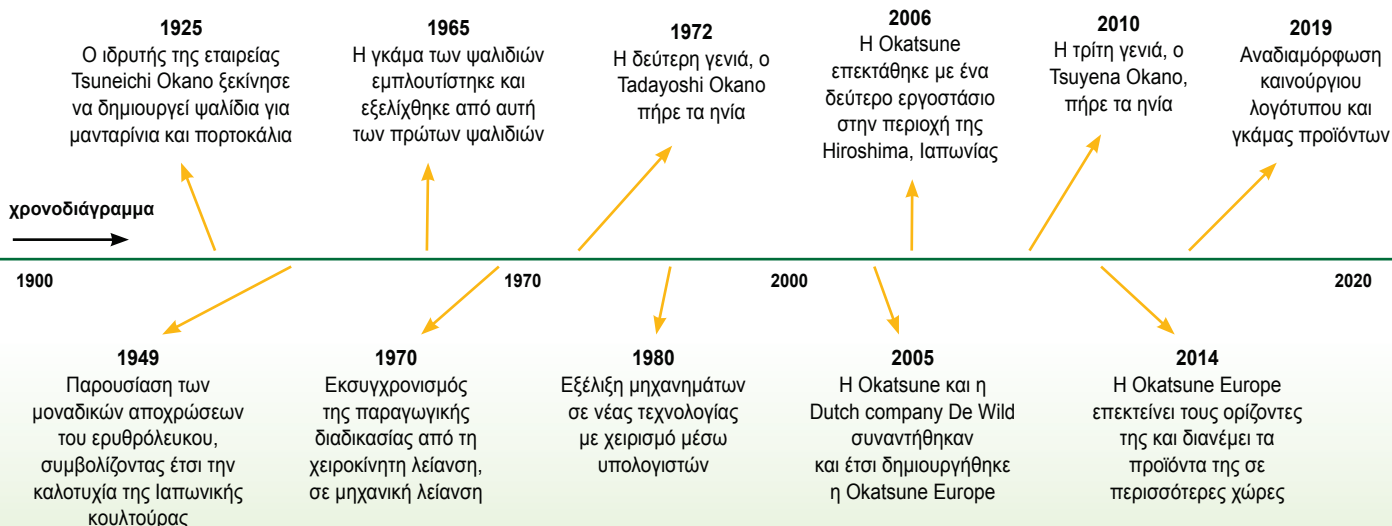 1925
Ο ιδρυτής της εταιρείας
Tsuneichi Okano ξεκίνησε
να δημιουργεί ψαλίδια για
μανταρίνια και πορτοκάλια
1965
Η γκάμα των ψαλιδιών
εμπλουτίστηκε και
εξελίχθηκε από αυτή
των πρώτων ψαλιδιών
1972
Η δεύτερη γενιά, ο
Tadayoshi Okano
πήρε τα ηνία
2006
Η Okatsune
επεκτάθηκε με ένα
δεύτερο εργοστάσιο
στην περιοχή της
Hiroshima, Ιαπωνίας
2010
Η τρίτη γενιά, ο
Tsuyena Okano,
πήρε τα ηνία
2019
Αναδιαμόρφωση
καινούργιου
λογότυπου και
γκάμας προϊόντων
χρονοδιάγραμμα
1900
1970
2000
2020
1949
Παρουσίαση των
μοναδικών αποχρώσεων
του ερυθρόλευκου,
συμβολίζοντας έτσι την
καλοτυχία της Ιαπωνικής
κουλτούρας
1970
Εκσυγχρονισμός
της παραγωγικής
διαδικασίας από τη
χειροκίνητη λείανση,
σε μηχανική λείανση
1980
Εξέλιξη μηχανημάτων
σε νέας τεχνολογίας
με χειρισμό μέσω
υπολογιστών
2005
Η Okatsune και η
Dutch company De Wild
συναντήθηκαν
και έτσι δημιουργήθηκε
η Okatsune Europe
2014
Η Okatsune Europe
επεκτείνει τους ορίζοντες
της και διανέμει τα
προϊόντα της σε
περισσότερες χώρες